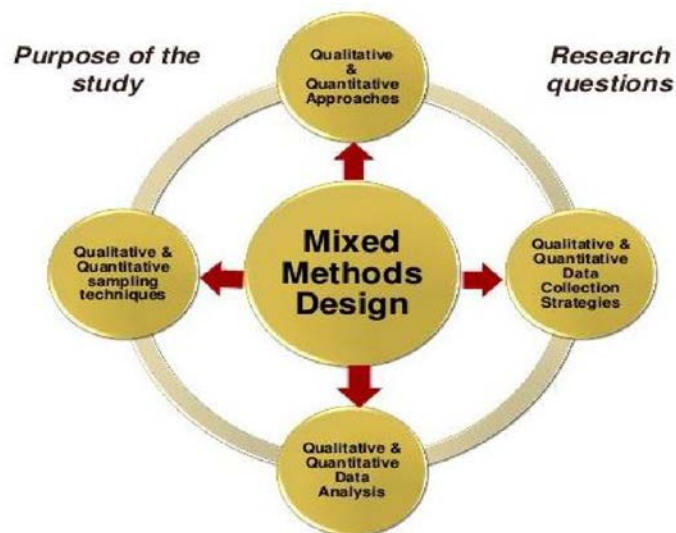 Purpose of the
study
Research
questions
Qualitative
&
Quantitative
Approaches
Mixed
Methods
Design
Qualitative &
Quantitative
sampling
techniques
Qualitative &
Quantitative
Data
Collection
Strategies
Qualitative &
Quantitative
Data
Analysis